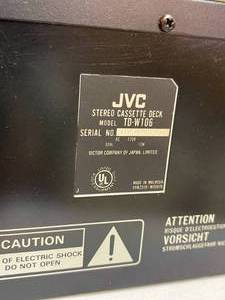 JVC
STEREO CASSETTE DECK
MODEL TD-W106
SERIAL NO.
VICTOR COMPANY OF JAPAN, LIMITED
UL
MADE IN MALAYSIA
CAUTION
OF ELECTRIC SHOCK
DO NOT OPEN
ATTENTION
RISQUE D'ELECTROCUTION
VORSICHT